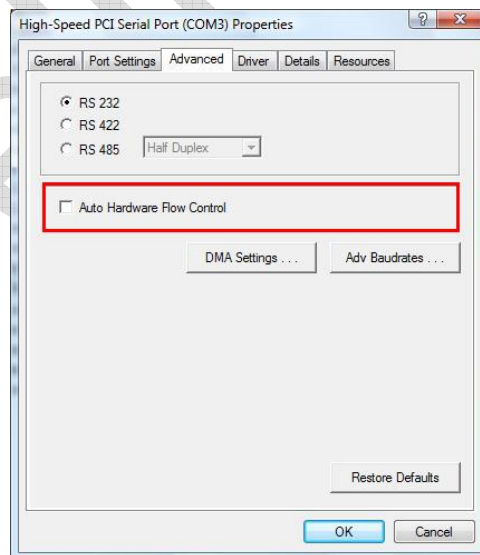 High-Speed PCI Serial Port (COM3) Properties
General Port Settings Advanced Driver Details Resources
RS 232
RS 422
RS 485 Half Duplex
Auto Hardware Flow Control
DMA Settings . . . Adv Baudrates . . .
Restore Defaults
OK Cancel